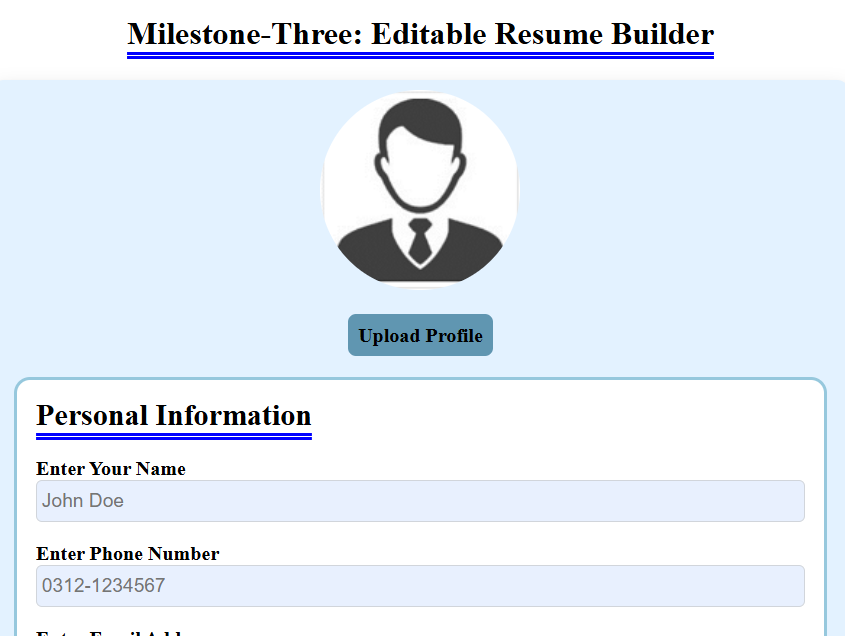 Milestone-Three: Editable Resume Builder
Upload Profile
Personal Information
Enter Your Name
John Doe
Enter Phone Number
0312-1234567